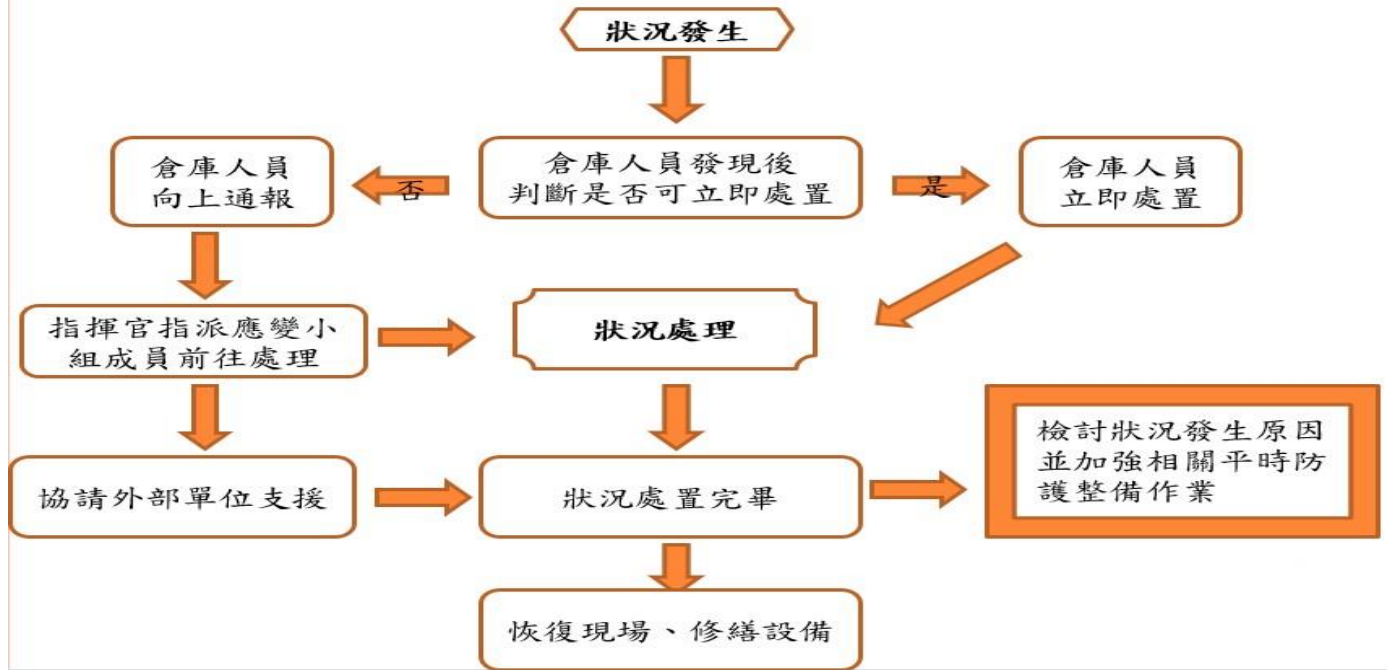 狀況發生
倉庫人員
向上通報
否
倉庫人員發現後
判斷是否可立即處置
是
倉庫人員
立即處置
指揮官指派應變小
組成員前往處理
狀況處理
協請外部單位支援
狀況處置完畢
檢討狀況發生原因
並加強相關平時防
護整備作業
恢復現場、修繕設備